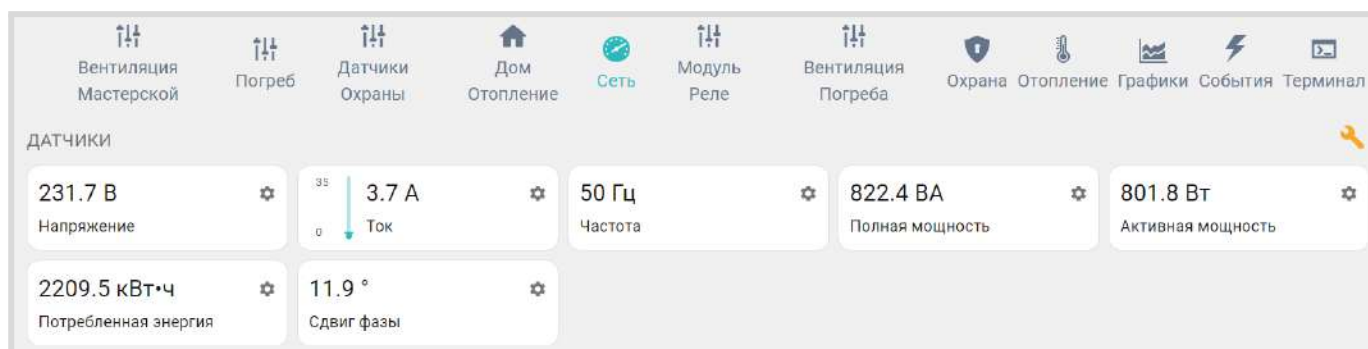 Вентиляция
Мастерской
Погреб
Датчики
Охраны
Дом
Отопление
Сеть
Модуль
Реле
Вентиляция
Погреба
Охрана
Отопление
Графики
События
Терминал
ДАТЧИКИ
231.7 В
Напряжение
35
0
3.7 А
Ток
50 Гц
Частота
822.4 ВА
Полная мощность
801.8 Вт
Активная мощность
2209.5 кВт•ч
Потребленная энергия
11.9 °
Сдвиг фазы